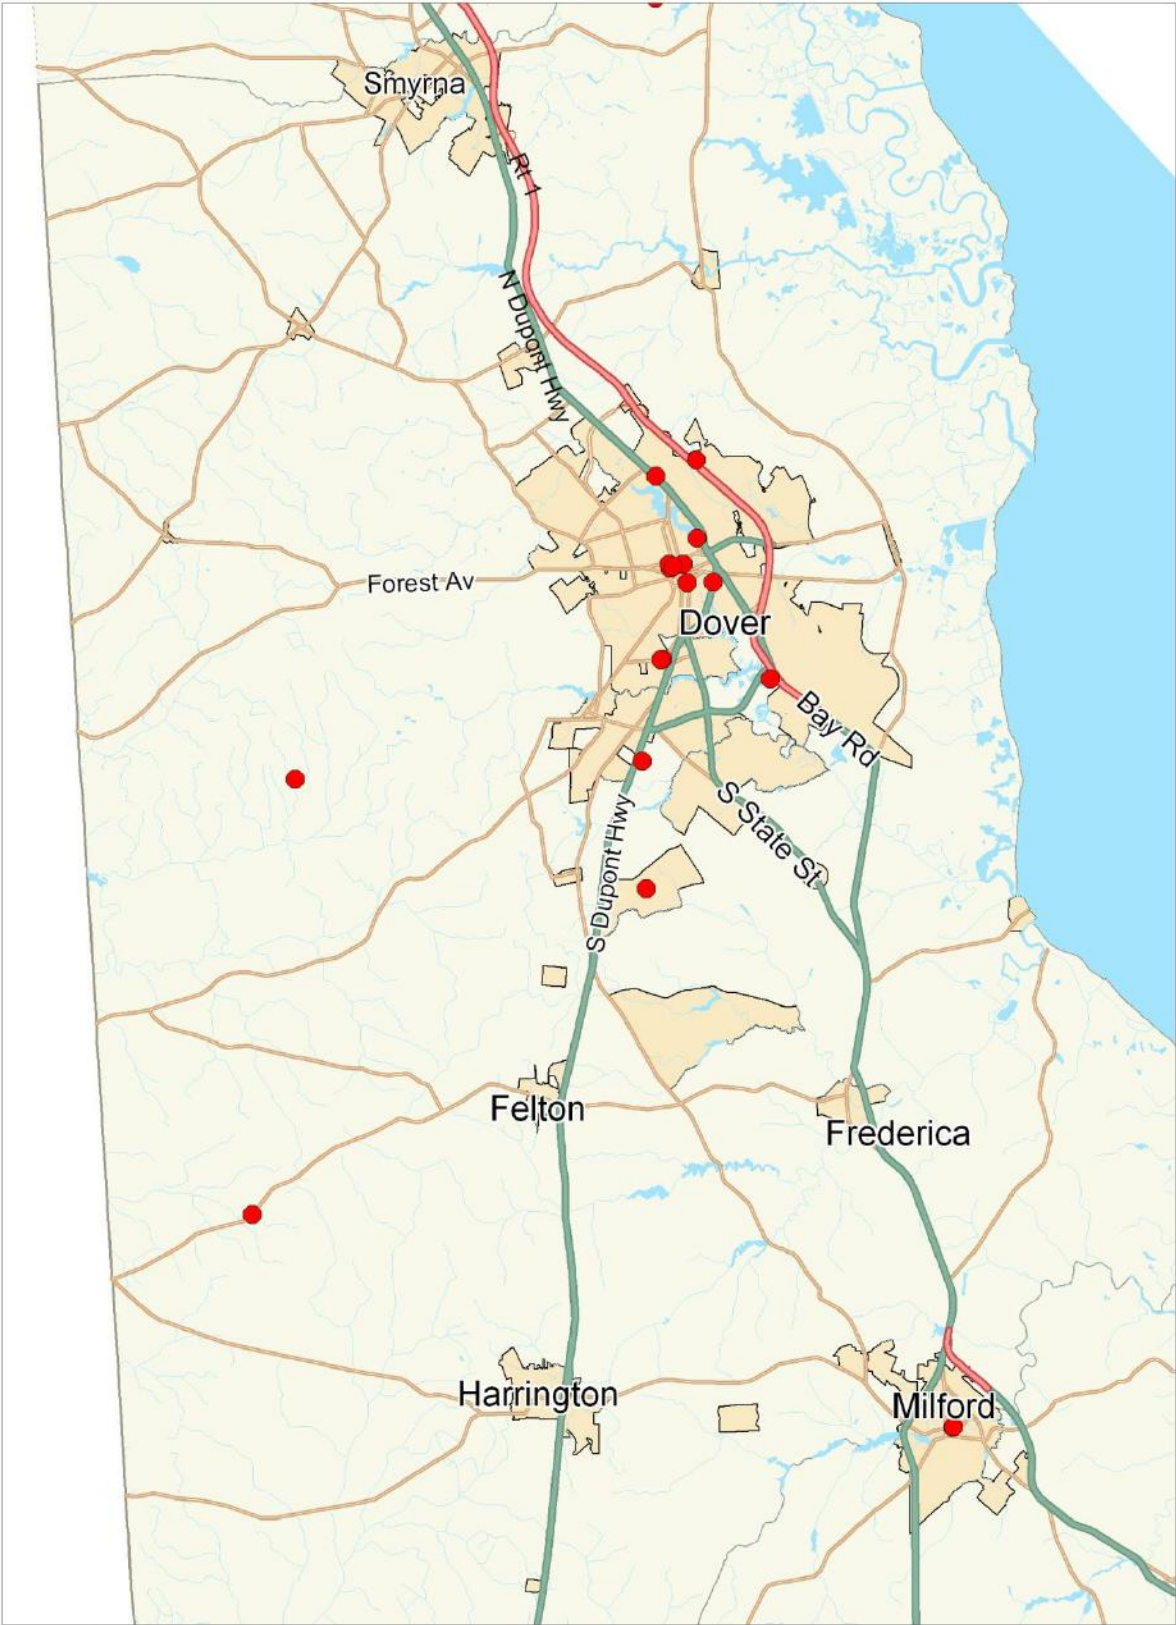 Smyrna
Rt 1
N Dupont Hwy
Forest Av
Dover
Bay Rd
S State St
S Dupont Hwy
Felton
Frederica
Harrington
Milford